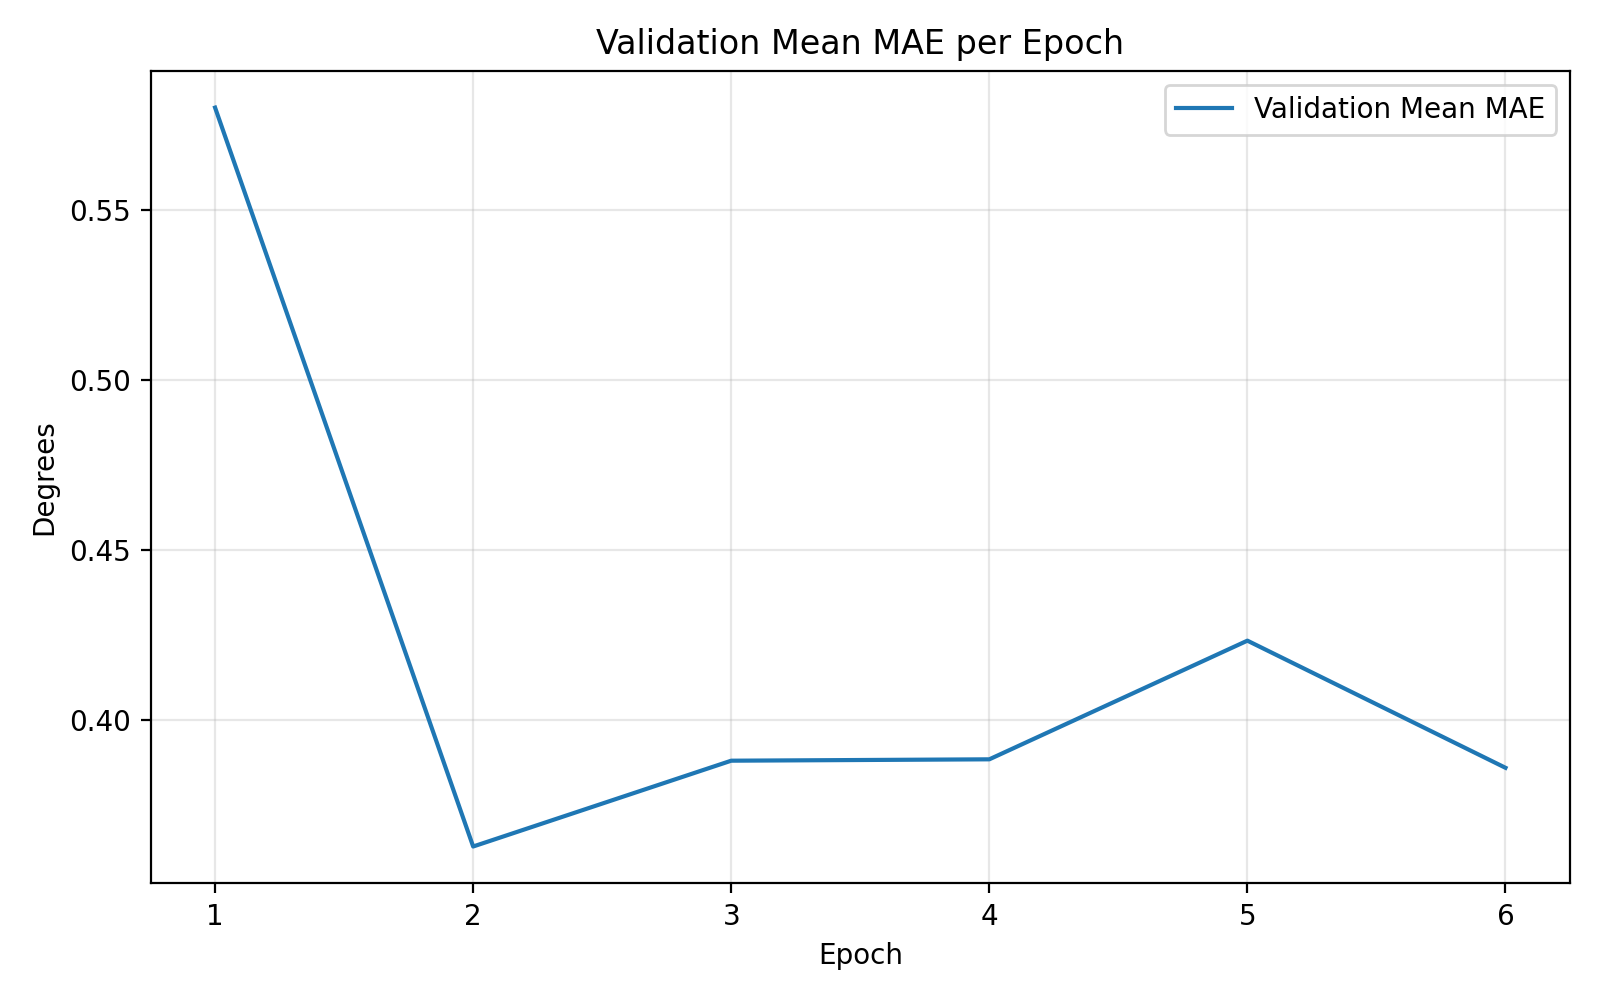 Validation Mean MAE per Epoch
Validation Mean MAE
Degrees
0.55
0.50
0.45
0.40
1 2 3 4 5 6
Epoch